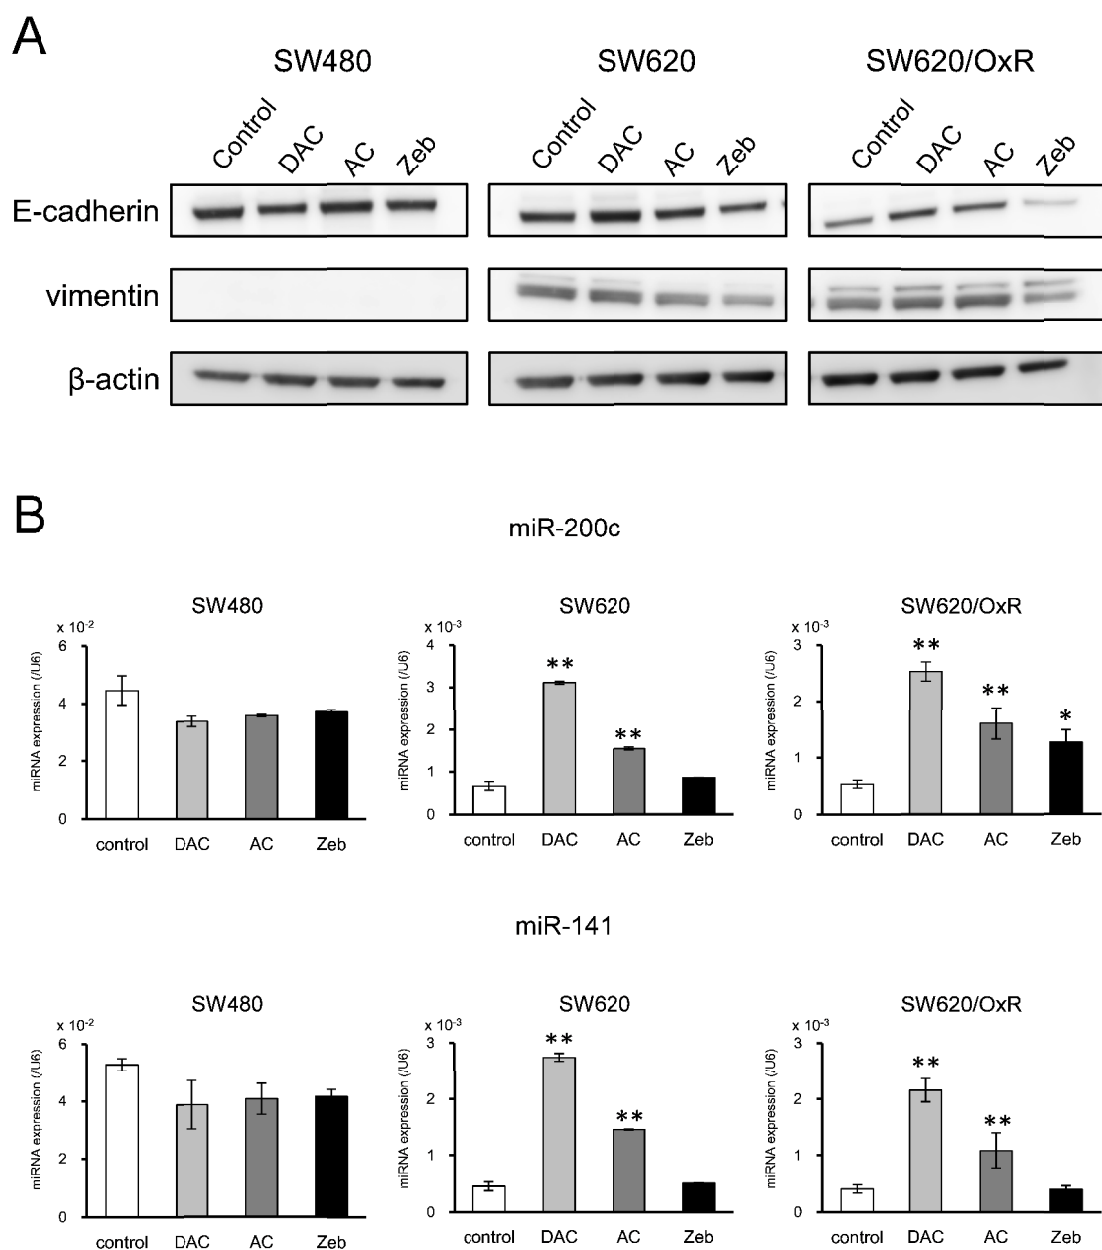 A
SW480 SW620 SW620/OxR
Control DAC AC Zeb Control DAC AC Zeb Control DAC AC Zeb
E-cadherin
vimentin
β-actin
B
miR-200c
SW480 SW620 SW620/OxR
x 10-2 x 10-3 x 10-3
miRNA expression (/U6) miRNA expression (/U6) miRNA expression (/U6)
6 4 2 0
4 3 2 1 0
3 2 1 0
** **
** ** *
control DAC AC Zeb control DAC AC Zeb control DAC AC Zeb
miR-141
SW480 SW620 SW620/OxR
x 10-2 x 10-3 x 10-3
miRNA expression (/U6) miRNA expression (/U6) miRNA expression (/U6)
6 4 2 0
3 2 1 0
3 2 1 0
** **
** **
control DAC AC Zeb control DAC AC Zeb control DAC AC Zeb